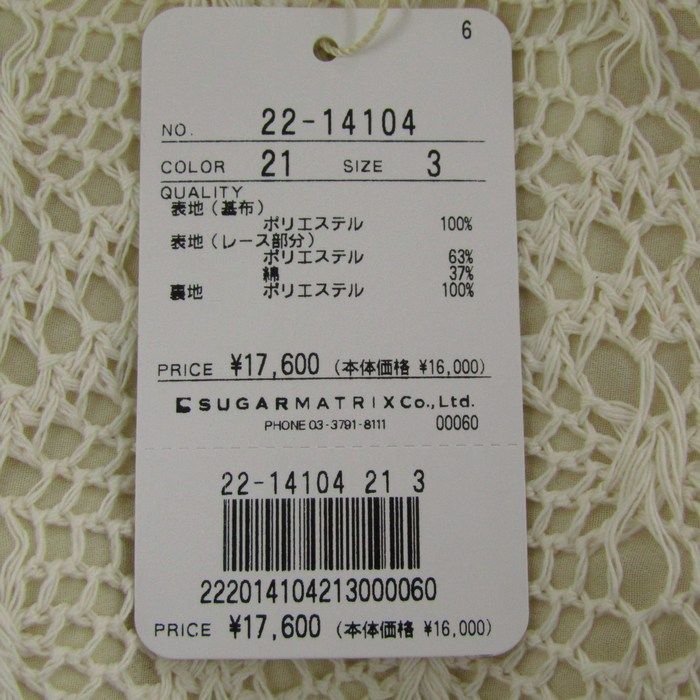 6
NO. 22-14104
COLOR 21 SIZE 3
QUALITY
表地(基布)
ポリエステル 100%
表地(レース部分)
ポリエステル 63%
綿 37%
裏地 ポリエステル 100%
PRICE ¥17,600 (本体価格 ¥16,000)
SUGARMATRIX Co.,Ltd.
PHONE 03-3791-8111 00060
22-14104 21 3
222014104213000060
PRICE ¥17,600 (本体価格 ¥16,000)